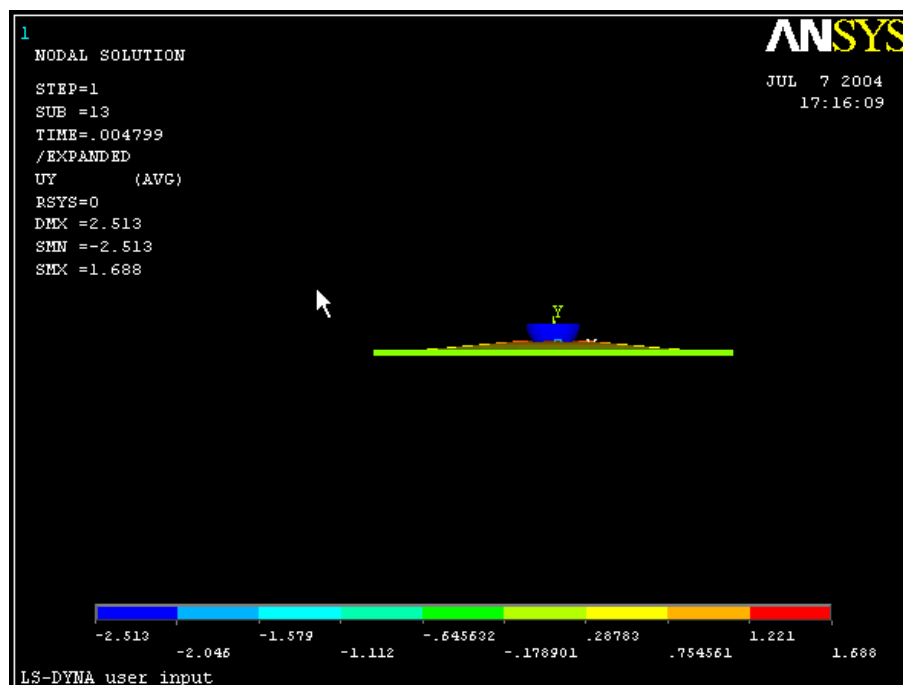 1
NODAL SOLUTION
STEP=1
SUB =13
TIME=.004799
/EXPANDED
UY (AVG)
RSYS=0
DMX =2.513
SMN =-2.513
SMX =1.688
ANSYS
JUL 7 2004
17:16:09
Y
-2.513 -1.579 -.645632 .28783 1.221
-2.046 -1.112 -.178901 .754561 1.688
LS-DYNA user input